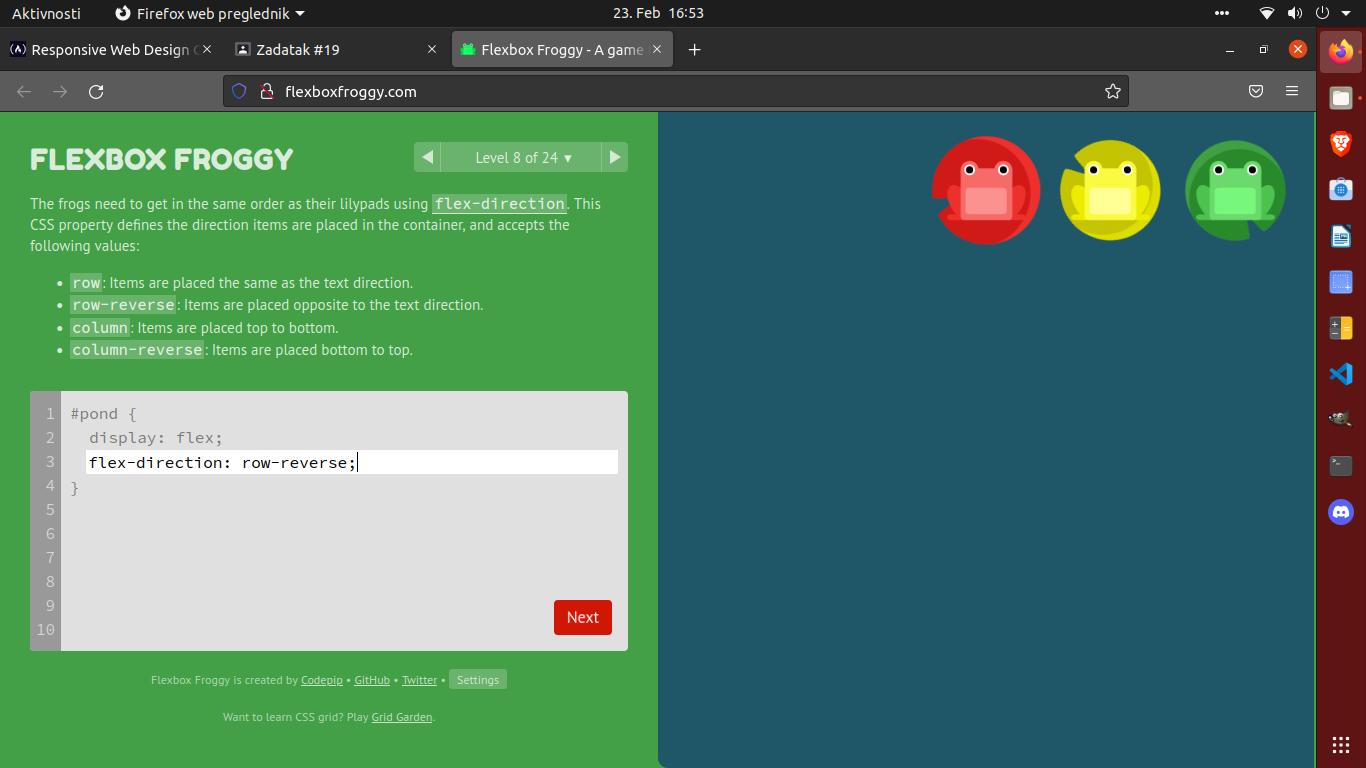 Aktivnosti
Firefox web preglednik
23. Feb 16:53
Responsive Web Design
Zadatak #19
Flexbox Froggy - A game
flexboxfroggy.com
FLEXBOX FROGGY
Level 8 of 24 ▾
The frogs need to get in the same order as their lilypads using flex-direction. This
CSS property defines the direction items are placed in the container, and accepts the
following values:
• row: Items are placed the same as the text direction.
• row-reverse: Items are placed opposite to the text direction.
• column: Items are placed top to bottom.
• column-reverse: Items are placed bottom to top.
1 #pond {
2 display: flex;
3 flex-direction: row-reverse;
4 }
5
6
7
8
9
10
Next
Flexbox Froggy is created by Codepip • GitHub • Twitter • Settings
Want to learn CSS grid? Play Grid Garden.